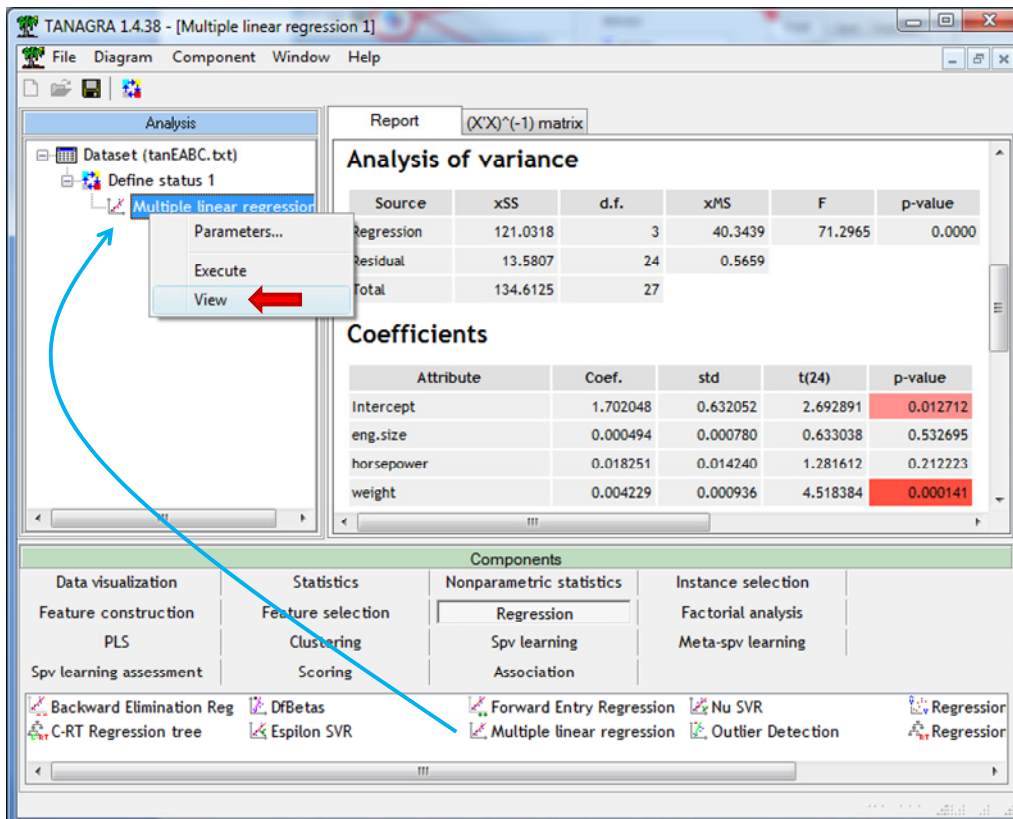 TANAGRA 1.4.38 - [Multiple linear regression 1]
File Diagram Component Window Help
Analysis
Report (X'X)^(-1) matrix
Dataset (tanEABC.txt)
Define status 1
Multiple linear regression
Parameters...
Execute
View
Analysis of variance
Source xSS d.f. xMS F p-value
Regression 121.0318 3 40.3439 71.2965 0.0000
Residual 13.5807 24 0.5659
Total 134.6125 27
Coefficients
Attribute Coef. std t(24) p-value
Intercept 1.702048 0.632052 2.692891 0.012712
eng.size 0.000494 0.000780 0.633038 0.532695
horsepower 0.018251 0.014240 1.281612 0.212223
weight 0.004229 0.000936 4.518384 0.000141
Components
Data visualization Statistics Nonparametric statistics Instance selection
Feature construction Feature selection Regression Factorial analysis
PLS Clustering Spv learning Meta-spv learning
Spv learning assessment Scoring Association
Backward Elimination Reg DfBetas Forward Entry Regression Nu SVR Regression
C-RT Regression tree Espilon SVR Multiple linear regression Outlier Detection Regression